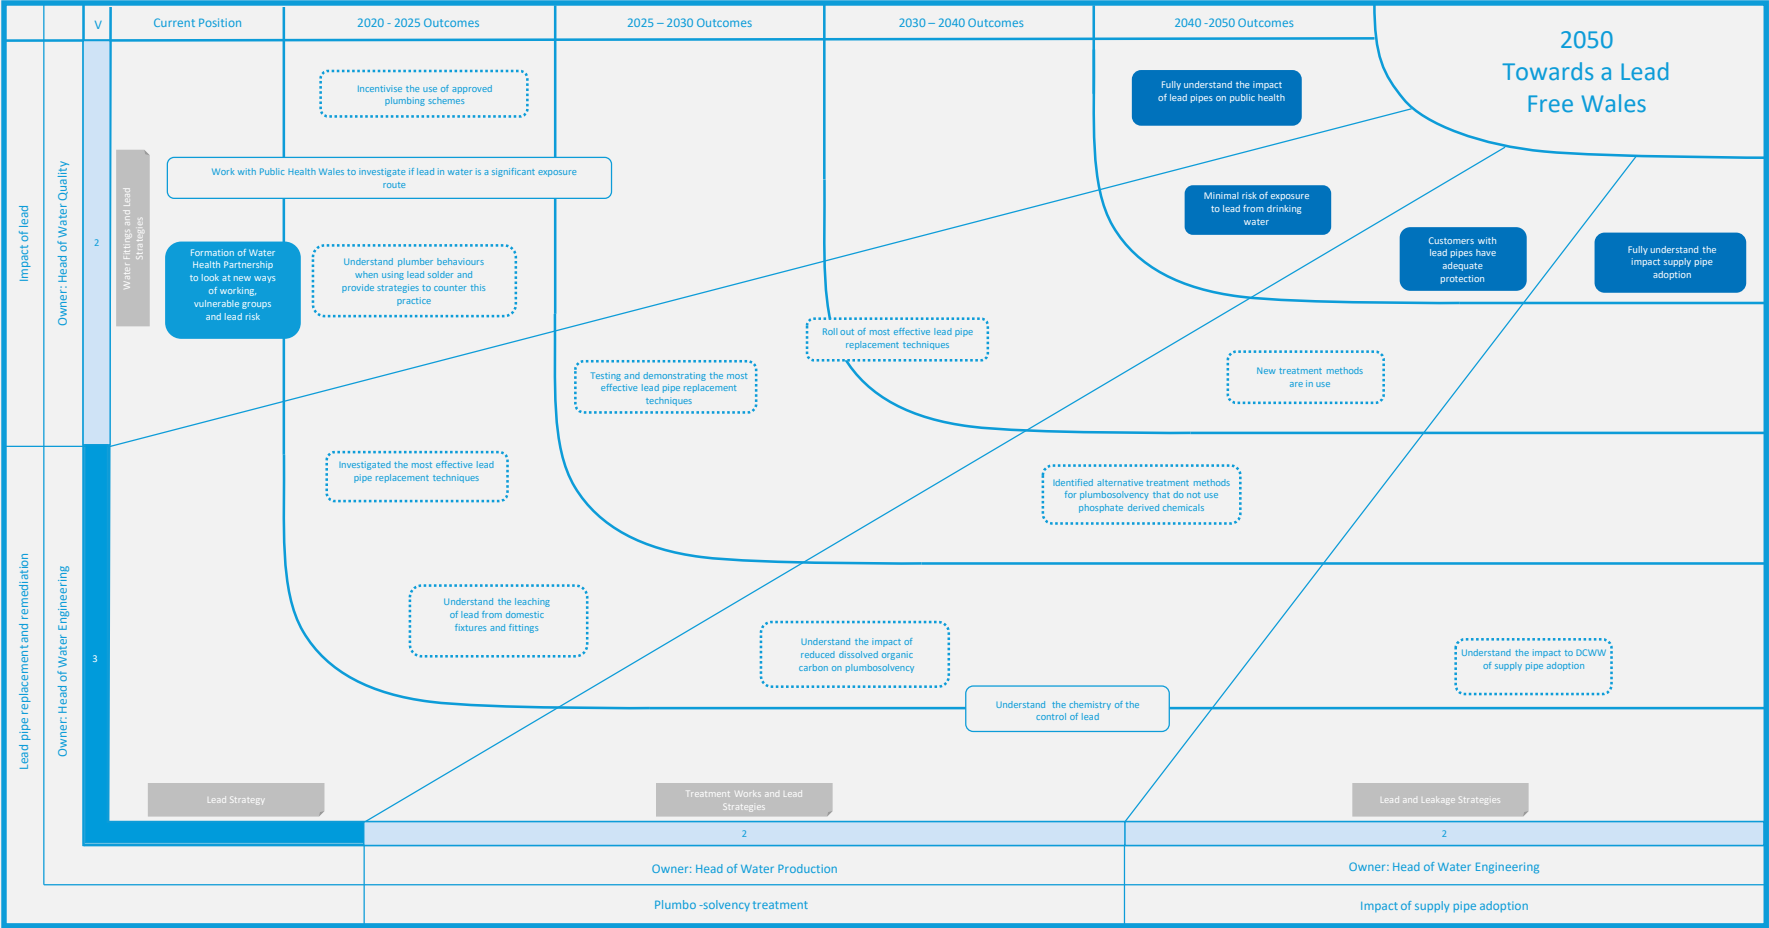 V
Current Position
2020 - 2025 Outcomes
2025 – 2030 Outcomes
2030 – 2040 Outcomes
2040 -2050 Outcomes
2050
Towards a Lead
Free Wales
Impact of lead
Owner: Head of Water Quality
2
Water Fittings and Lead
Strategies
Incentivise the use of approved
plumbing schemes
Fully understand the impact
of lead pipes on public health
Work with Public Health Wales to investigate if lead in water is a significant exposure
route
Minimal risk of exposure
to lead from drinking
water
Formation of Water
Health Partnership
to look at new ways
of working,
vulnerable groups
and lead risk
Understand plumber behaviours
when using lead solder and
provide strategies to counter this
practice
Customers with
lead pipes have
adequate
protection
Fully understand the
impact supply pipe
adoption
Roll out of most effective lead pipe
replacement techniques
Testing and demonstrating the most
effective lead pipe replacement
techniques
New treatment methods
are in use
Lead pipe replacement and remediation
Owner: Head of Water Engineering
3
Investigated the most effective lead
pipe replacement techniques
Identified alternative treatment methods
for plumbosolvency that do not use
phosphate derived chemicals
Understand the leaching
of lead from domestic
fixtures and fittings
Understand the impact of
reduced dissolved organic
carbon on plumbosolvency
Understand the impact to DCWW
of supply pipe adoption
Understand the chemistry of the
control of lead
Lead Strategy
Treatment Works and Lead
Strategies
Lead and Leakage Strategies
2
2
Owner: Head of Water Production
Owner: Head of Water Engineering
Plumbo -solvency treatment
Impact of supply pipe adoption